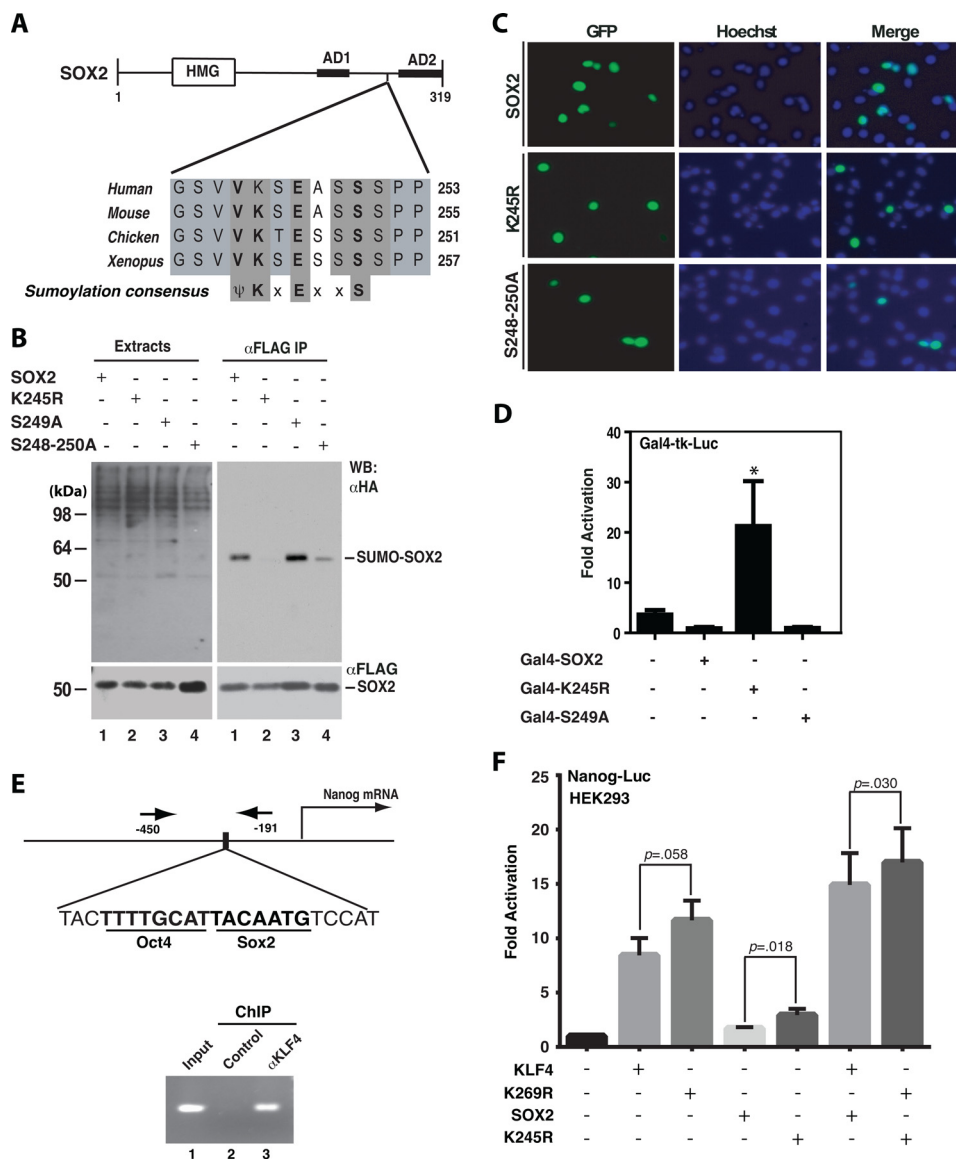 A
SOX2
HMG
AD1
AD2
1
319
Human G S V V K S E A S S S P P 253
Mouse G S V V K S E A S S S P P 255
Chicken G S V V K T E S S S S P P 251
Xenopus G S V V K S E S S S S P P 257
Sumoylation consensus ψ K x E x x S
B
Extracts
αFLAG IP
SOX2 + - - - + - - -
K245R - + - - - + - -
S249A - - + - - - + -
S248-250A - - - + - - - +
WB:
αHA
(kDa)
98
64
50
SUMO-SOX2
αFLAG
50
SOX2
1 2 3 4 1 2 3 4
C
GFP
Hoechst
Merge
SOX2
K245R
S248-250A
D
Gal4-tk-Luc
*
Fold Activation
40
30
20
10
0
Gal4-SOX2 - + - -
Gal4-K245R - - + -
Gal4-S249A - - - +
E
Nanog mRNA
-450
-191
TACTTTTGCATTACAATGTCCAT
Oct4
Sox2
ChIP
Input
Control
αKLF4
1 2 3
F
Nanog-Luc
HEK293
p=.058
p=.018
p=.030
Fold Activation
25
20
15
10
5
0
KLF4 - + - - - + -
K269R - - + - - - +
SOX2 - - - + - + -
K245R - - - - + - +